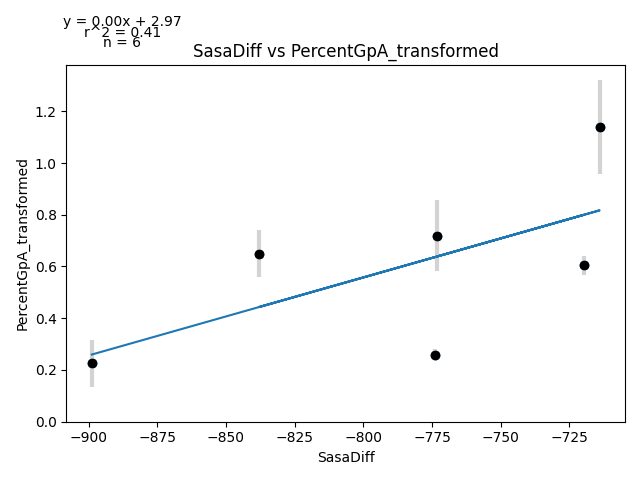 y = 0.00x + 2.97
r^2 = 0.41
n = 6
SasaDiff vs PercentGpA_transformed
PercentGpA_transformed
1.2
1.0
0.8
0.6
0.4
0.2
0.0
−900
−875
−850
−825
−800
−775
−750
−725
SasaDiff